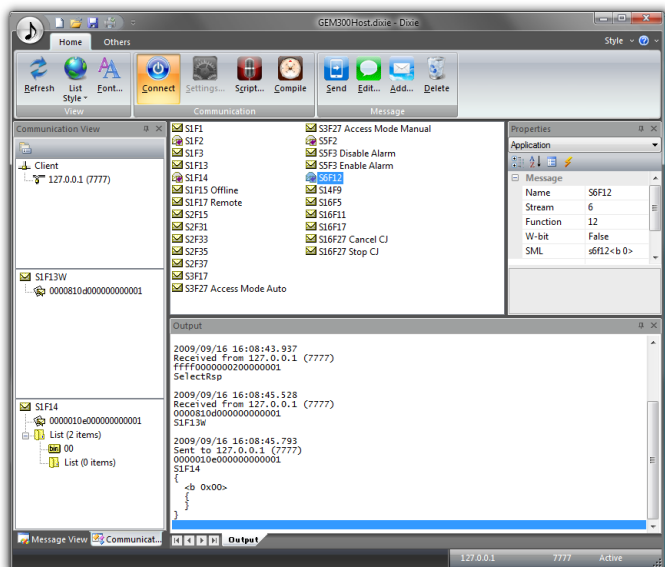 GEM300Host.dixie - Dixie
Home Others Style
Refresh List Style Font... Connect Settings... Script... Compile Send Edit... Add... Delete
View Communication Message
Communication View
Client
127.0.0.1 (7777)
S1F13W
0000810d000000000001
S1F14
0000010e000000000001
List (2 items)
bin 00
List (0 items)
Message View Communicat...
S1F1
S1F2
S1F3
S1F13
S1F14
S1F15 Offline
S1F17 Remote
S2F15
S2F31
S2F33
S2F35
S2F37
S3F17
S3F27 Access Mode Auto
S3F27 Access Mode Manual
S5F2
S5F3 Disable Alarm
S5F3 Enable Alarm
S6F12
S14F9
S16F5
S16F11
S16F17
S16F27 Cancel CJ
S16F27 Stop CJ
Properties
Application
Message
Name S6F12
Stream 6
Function 12
W-bit False
SML s6f12<b 0>
Output
2009/09/16 16:08:43.937
Received from 127.0.0.1 (7777)
ffff0000000200000001
SelectRsp
2009/09/16 16:08:45.528
Received from 127.0.0.1 (7777)
0000810d000000000001
S1F13W
2009/09/16 16:08:45.793
Sent to 127.0.0.1 (7777)
0000010e000000000001
S1F14
{
<b 0x00>
{
}
}
Output
127.0.0.1 7777 Active